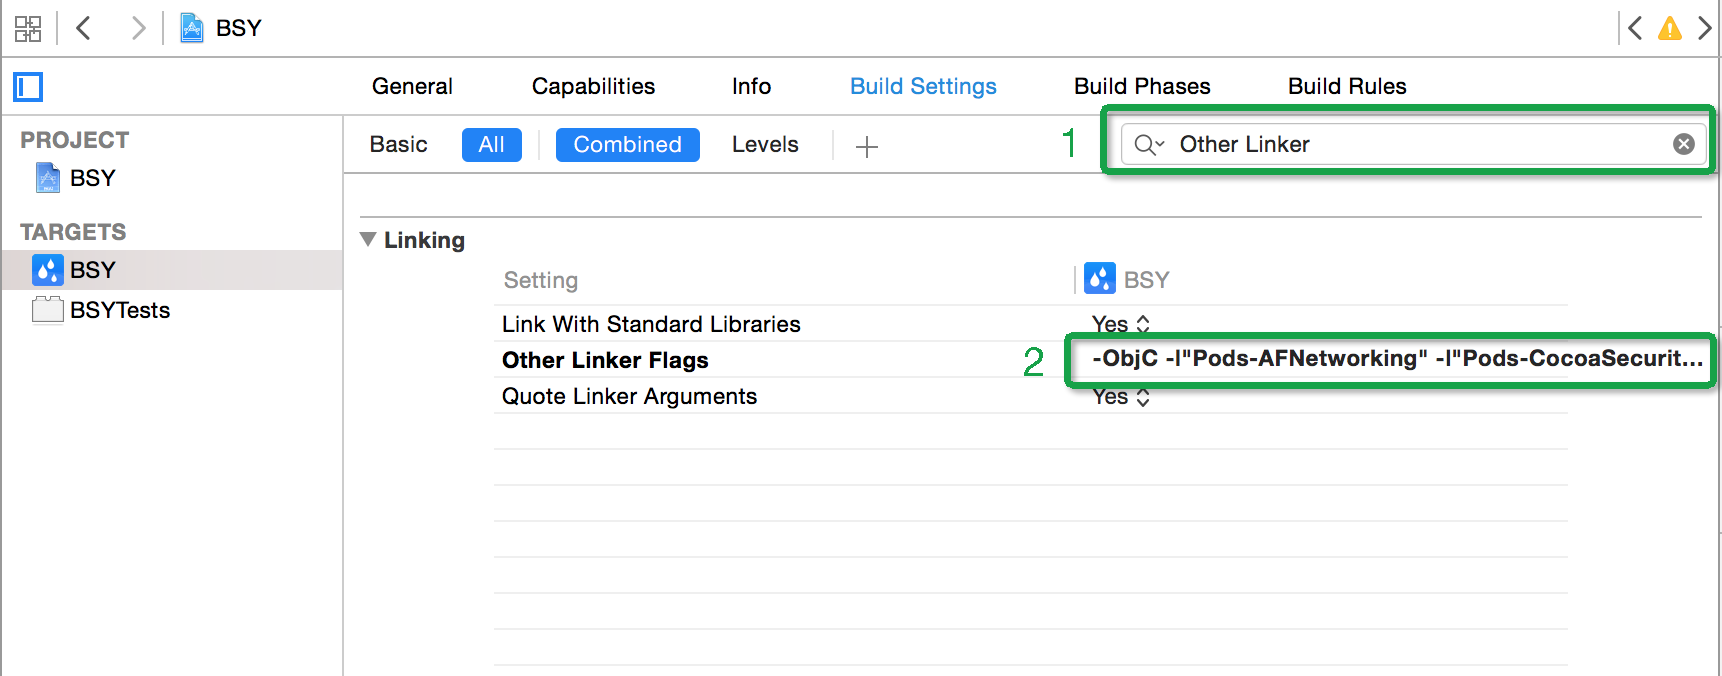 BSY
General Capabilities Info Build Settings Build Phases Build Rules
PROJECT
BSY
TARGETS
BSY
BSYTests
Basic All Combined Levels
1 Other Linker
Linking
Setting BSY
Link With Standard Libraries Yes
Other Linker Flags 2 -ObjC -l"Pods-AFNetworking" -l"Pods-CocoaSecurit...
Quote Linker Arguments Yes